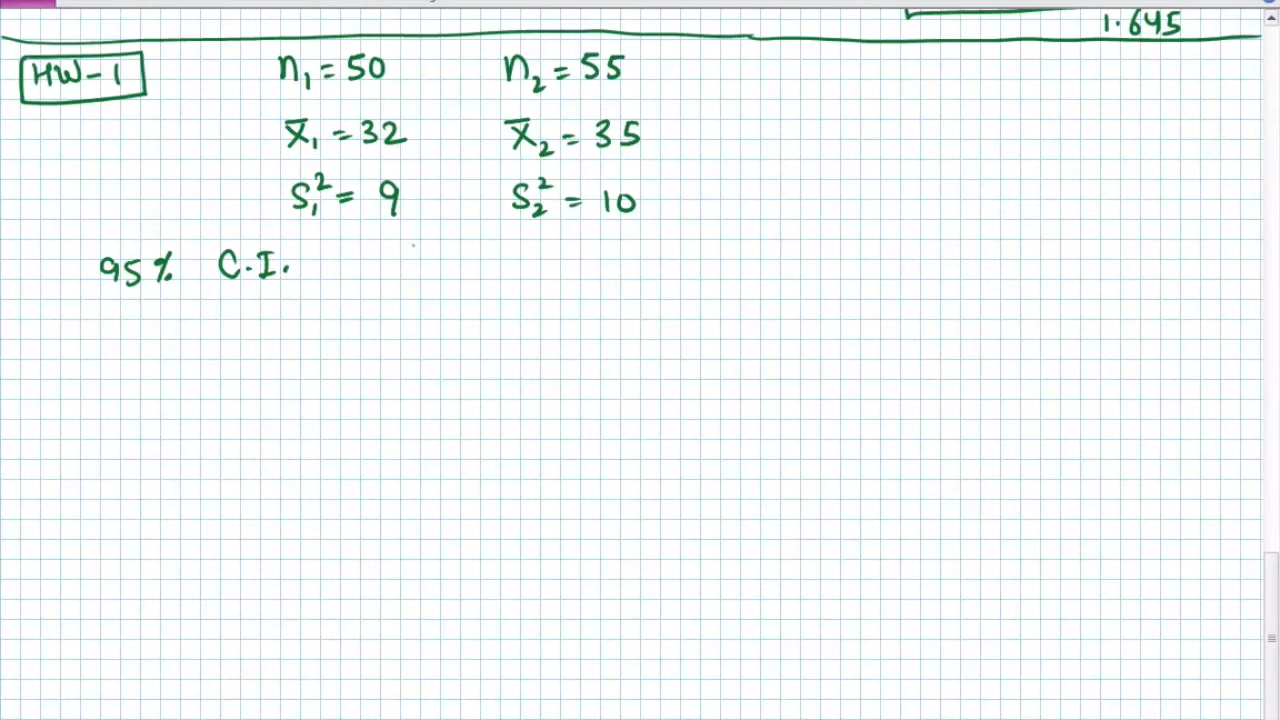 1.645
HW-1 n₁ = 50 n₂ = 55
x̄₁ = 32 x̄₂ = 35
S₁² = 9 S₂² = 10
95% C.I.